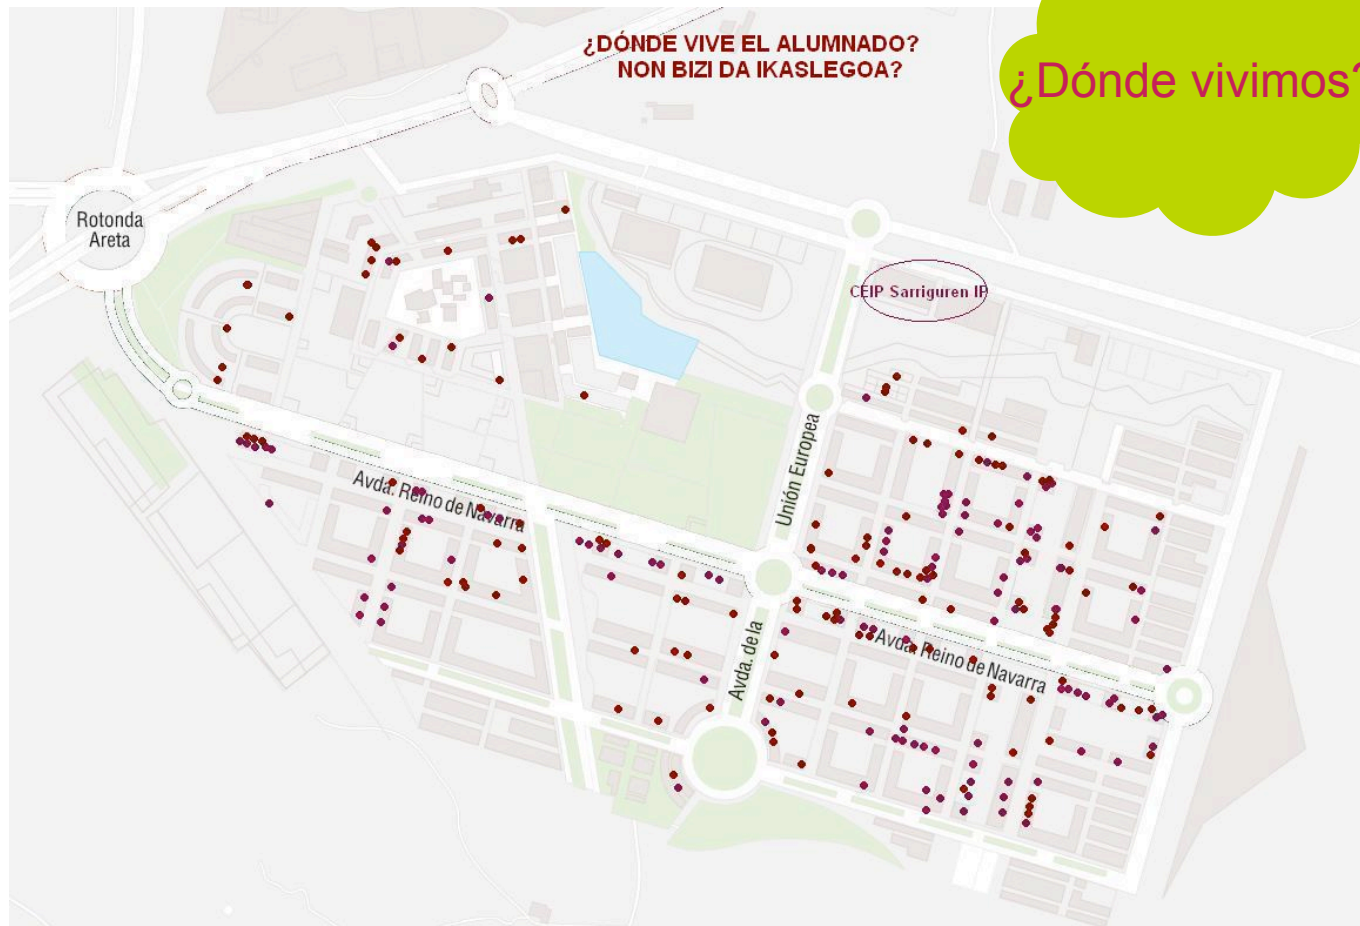 ¿DÓNDE VIVE EL ALUMNADO?
NON BIZI DA IKASLEGOA?
¿Dónde vivimos?
Rotonda
Areta
CEIP Sarriguren IP
Unión Europea
Avda. Reino de Navarra
Avda. de la
Avda. Reino de Navarra